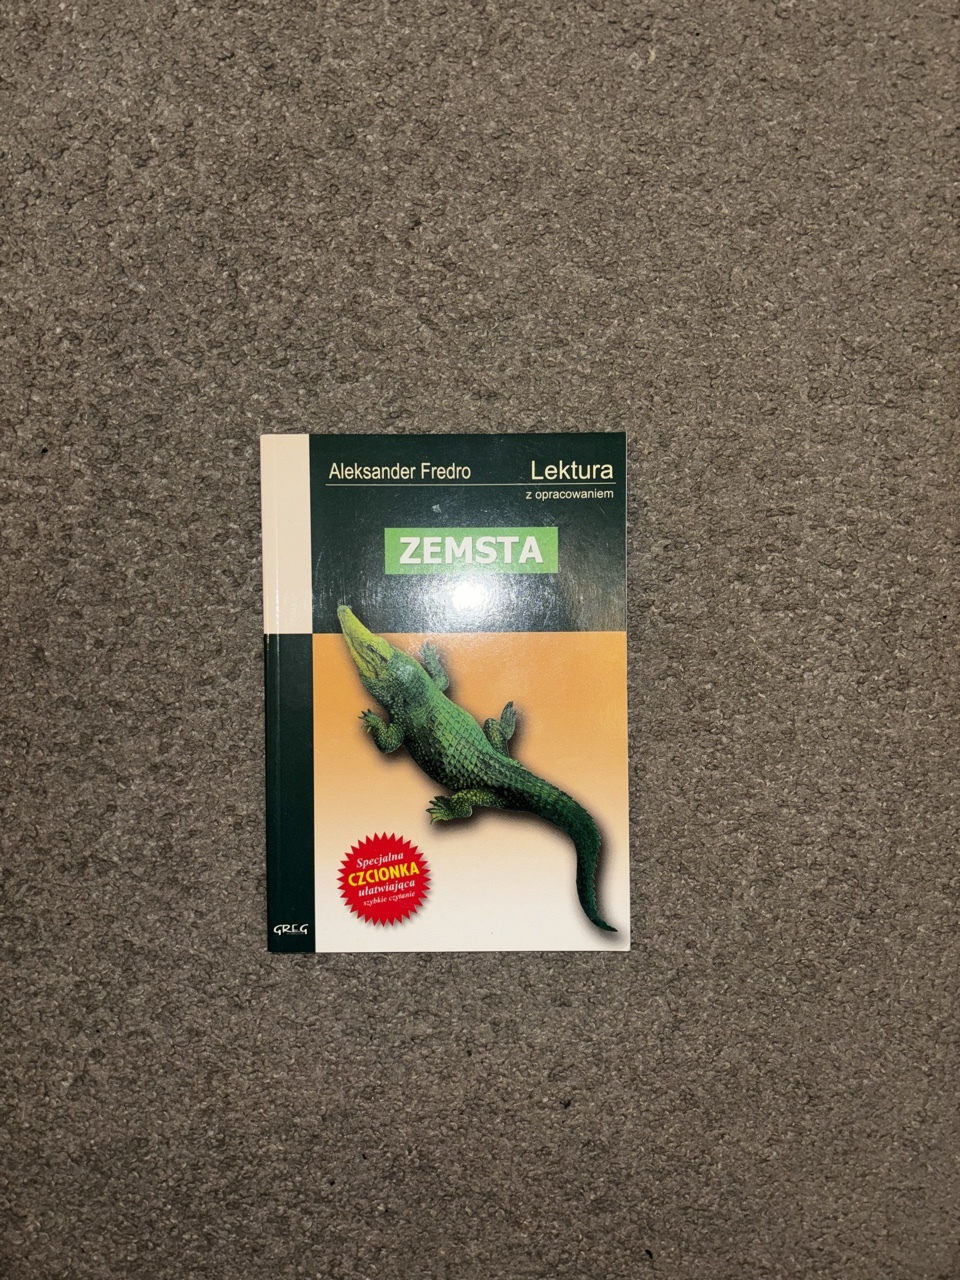 Aleksander Fredro
Lektura
z opracowaniem
ZEMSTA
Specjalna
CZCIONKA
ułatwiająca
szybkie czytanie
GREG